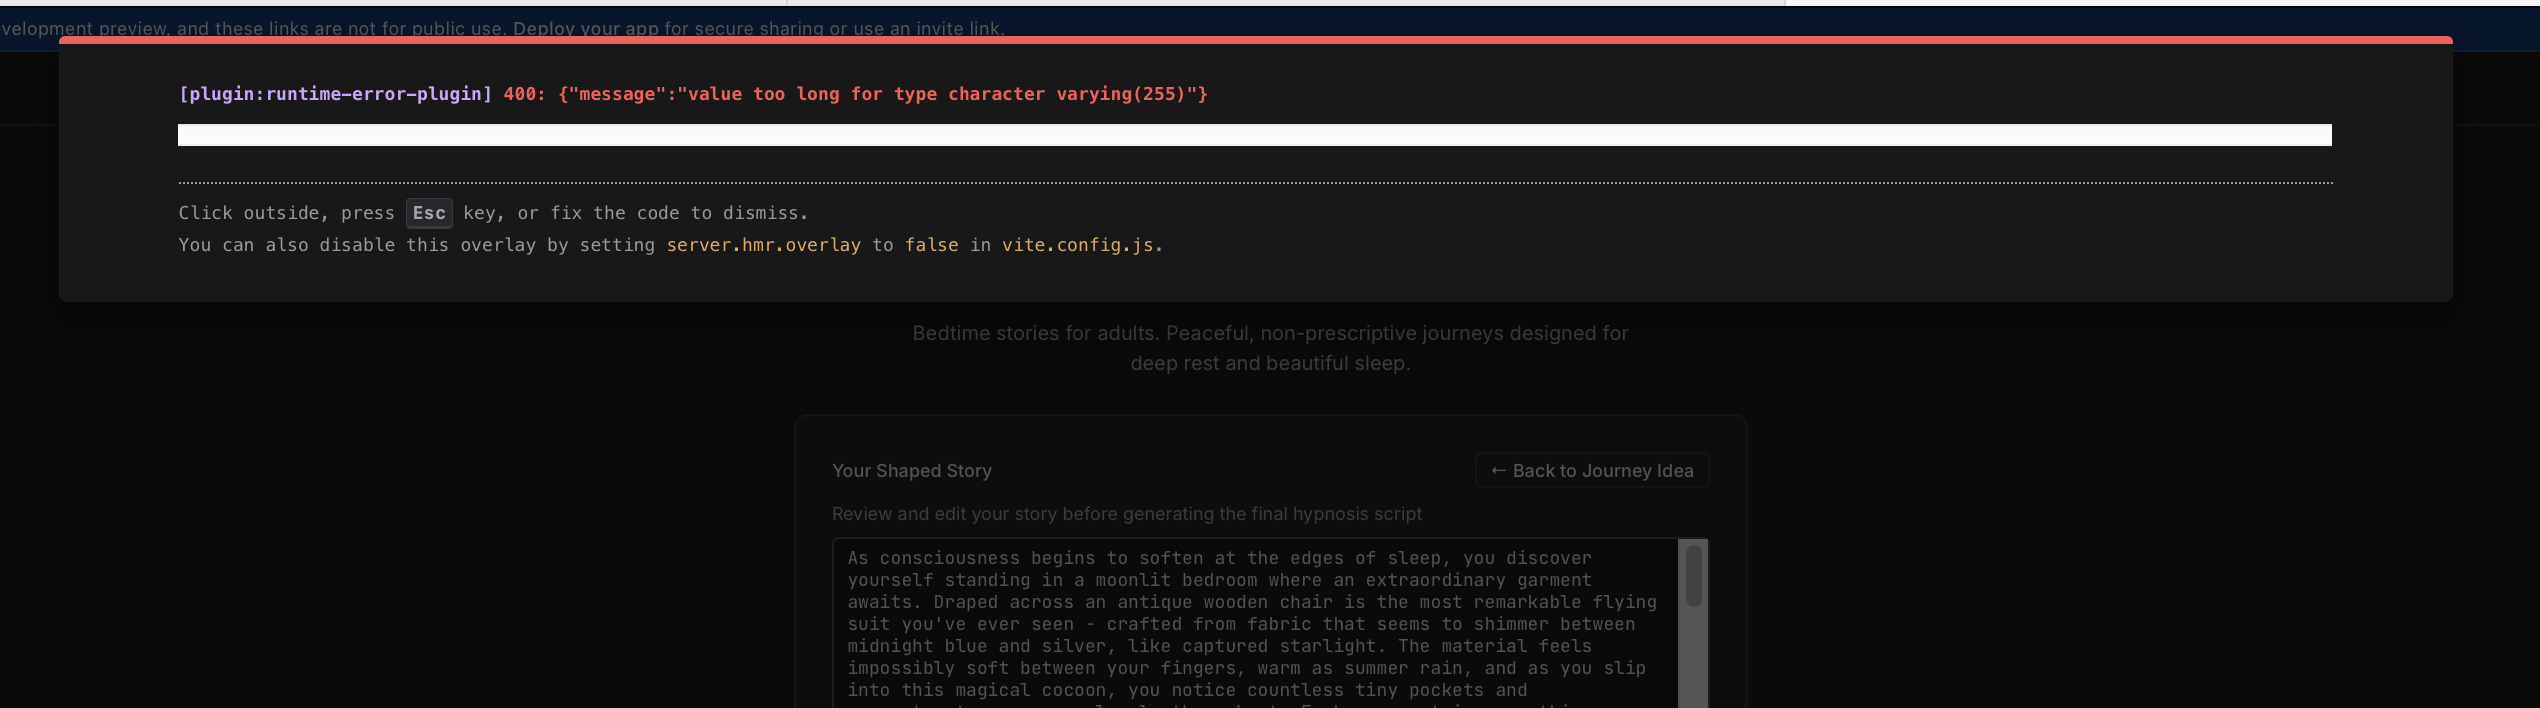 velopment preview, and these links are not for public use. Deploy your app for secure sharing or use an invite link.
[plugin:runtime-error-plugin] 400: {"message":"value too long for type character varying(255)"}
Click outside, press Esc key, or fix the code to dismiss.
You can also disable this overlay by setting server.hmr.overlay to false in vite.config.js.
Bedtime stories for adults. Peaceful, non-prescriptive journeys designed for
deep rest and beautiful sleep.
Your Shaped Story
← Back to Journey Idea
Review and edit your story before generating the final hypnosis script
As consciousness begins to soften at the edges of sleep, you discover
yourself standing in a moonlit bedroom where an extraordinary garment
awaits. Draped across an antique wooden chair is the most remarkable flying
suit you've ever seen - crafted from fabric that seems to shimmer between
midnight blue and silver, like captured starlight. The material feels
impossibly soft between your fingers, warm as summer rain, and as you slip
into this magical cocoon, you notice countless tiny pockets and